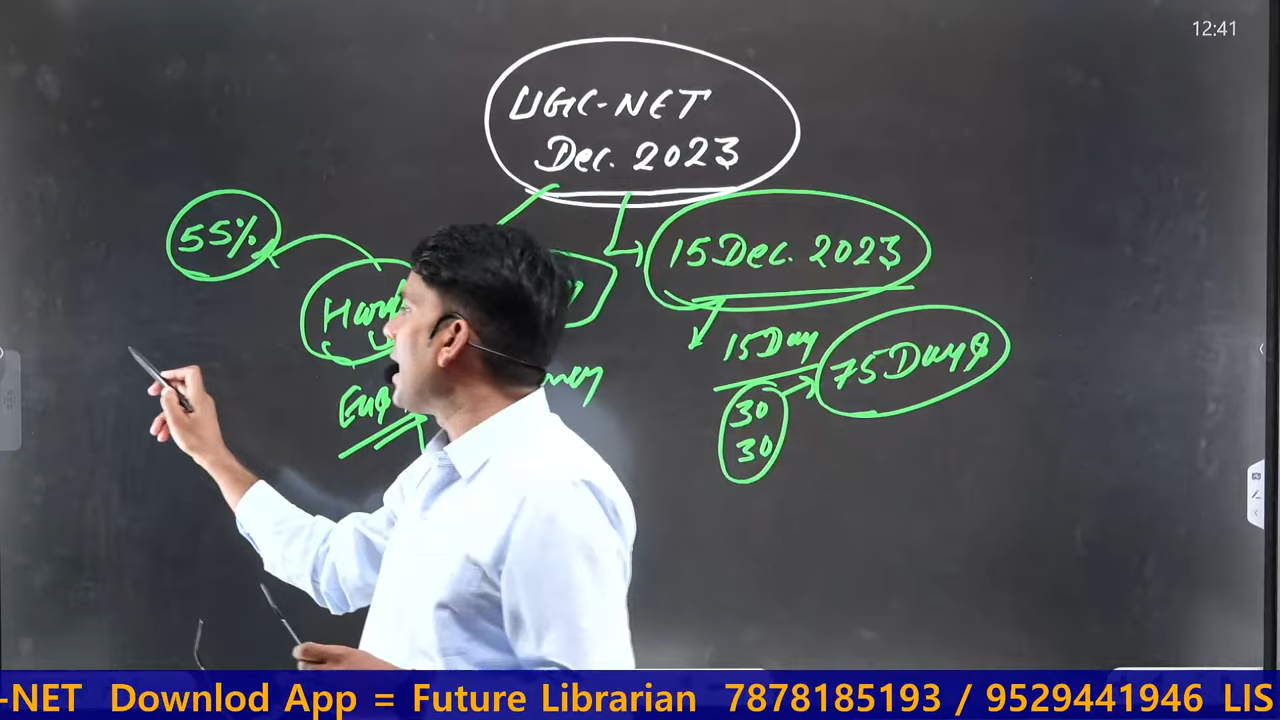 12:41
UGC-NET
Dec. 2023
55%
15 Dec. 2023
15 Day
75 Days
30
30
-NET Downlod App = Future Librarian 7878185193 / 9529441946 LIS